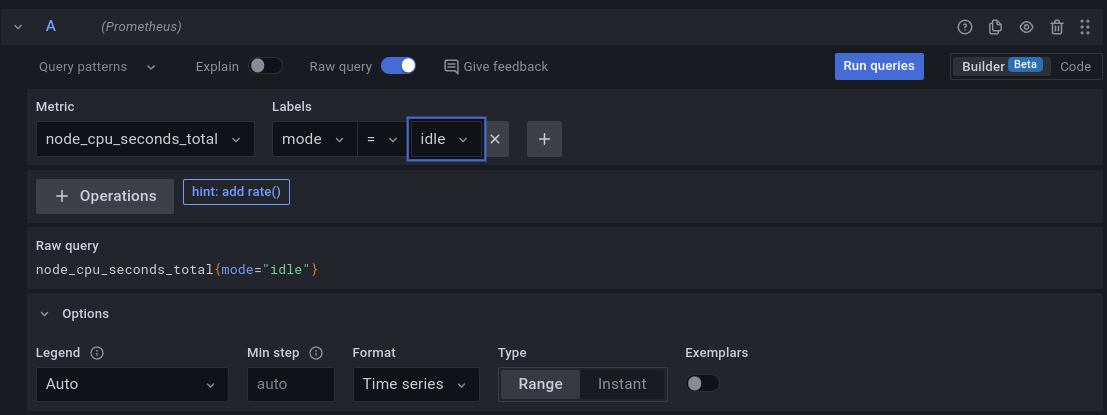 A (Prometheus)
Query patterns Explain Raw query Give feedback Run queries Builder Beta Code
Metric Labels
node_cpu_seconds_total mode = idle
+ Operations hint: add rate()
Raw query
node_cpu_seconds_total{mode="idle"}
Options
Legend Min step Format Type Exemplars
Auto auto Time series Range Instant